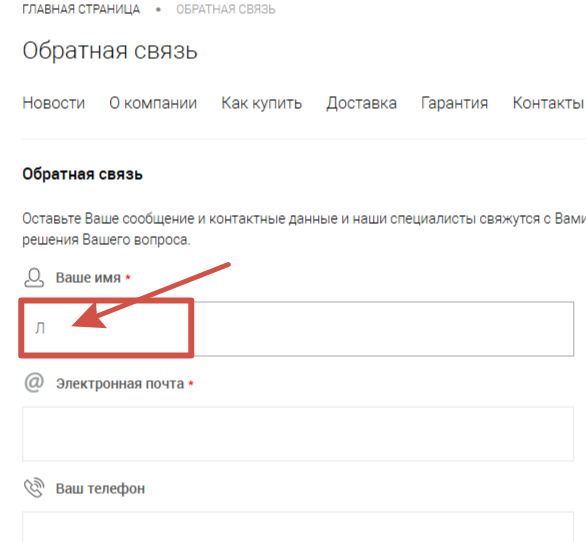 ГЛАВНАЯ СТРАНИЦА • ОБРАТНАЯ СВЯЗЬ
Обратная связь
Новости О компании Как купить Доставка Гарантия Контакты
Обратная связь
Оставьте Ваше сообщение и контактные данные и наши специалисты свяжутся с Вами
решения Вашего вопроса.
Ваше имя *
Л
@ Электронная почта *
Ваш телефон